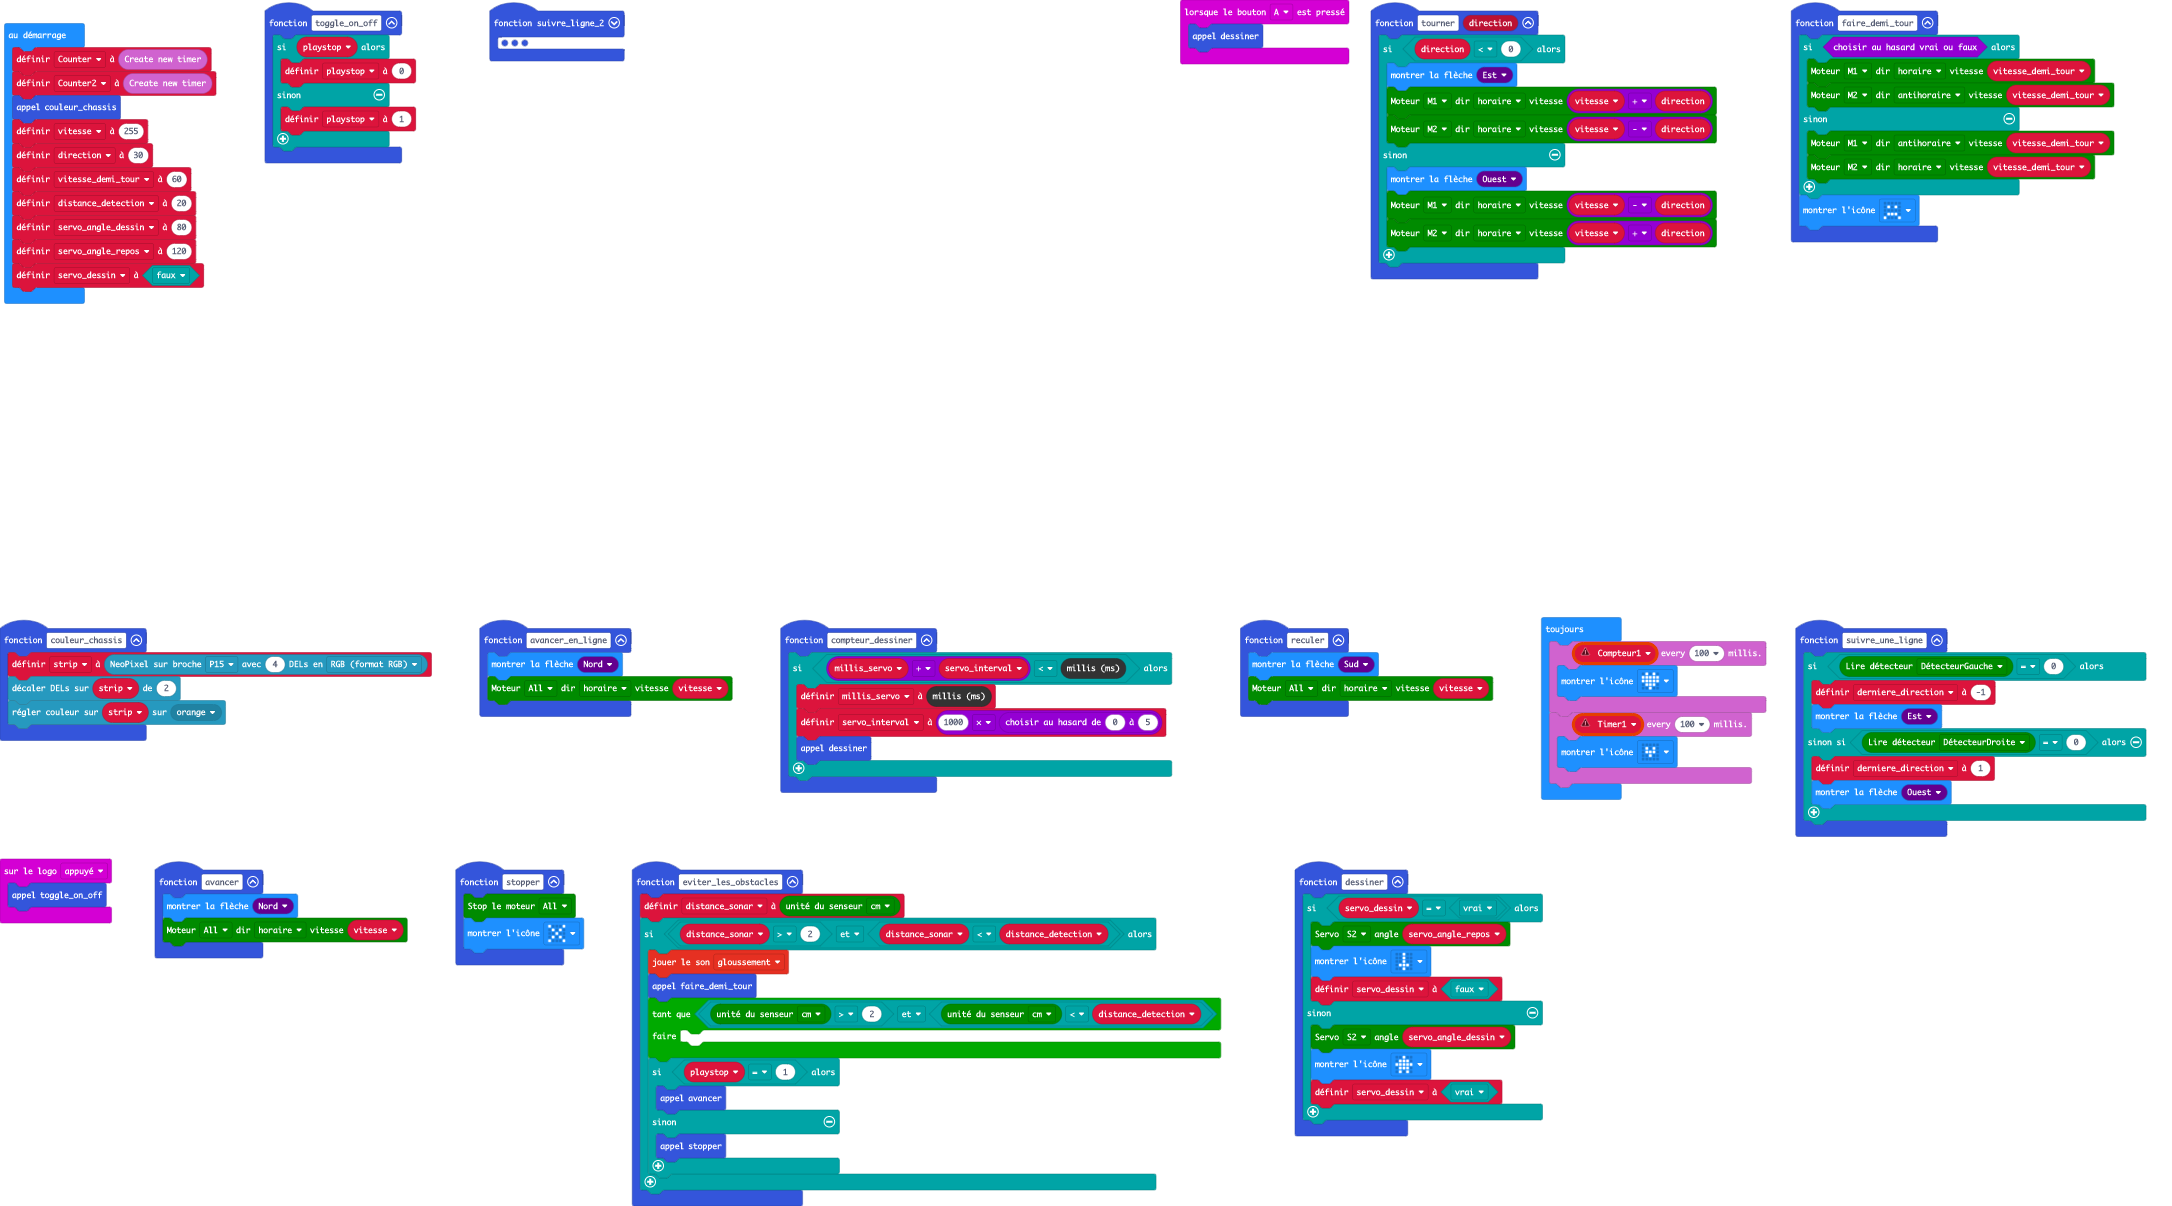 au démarrage
définir Counter à Create new timer
définir Counter2 à Create new timer
appel couleur_chassis
définir vitesse à 255
définir direction à 30
définir vitesse_demi_tour à 60
définir distance_detection à 20
définir servo_angle_dessin à 80
définir servo_angle_repos à 120
définir servo_dessin à faux
fonction toggle_on_off
si playstop alors
définir playstop à 0
sinon
définir playstop à 1
fonction suivre_ligne_2
lorsque le bouton A est pressé
appel dessiner
fonction tourner direction
si direction < 0 alors
montrer la flèche Est
Moteur M1 dir horaire vitesse vitesse + direction
Moteur M2 dir horaire vitesse vitesse - direction
sinon
montrer la flèche Ouest
Moteur M1 dir horaire vitesse vitesse - direction
Moteur M2 dir horaire vitesse vitesse + direction
fonction faire_demi_tour
si choisir au hasard vrai ou faux alors
Moteur M1 dir horaire vitesse vitesse_demi_tour
Moteur M2 dir antihoraire vitesse vitesse_demi_tour
sinon
Moteur M1 dir antihoraire vitesse vitesse_demi_tour
Moteur M2 dir horaire vitesse vitesse_demi_tour
montrer l'icône
fonction couleur_chassis
définir strip à NeoPixel sur broche P15 avec 4 DELs en RGB (format RGB)
décaler DELs sur strip de 2
régler couleur sur strip sur orange
fonction avancer_en_ligne
montrer la flèche Nord
Moteur All dir horaire vitesse vitesse
fonction compteur_dessiner
si millis_servo + servo_interval < millis (ms) alors
définir millis_servo à millis (ms)
définir servo_interval à 1000 × choisir au hasard de 0 à 5
appel dessiner
fonction reculer
montrer la flèche Sud
Moteur All dir horaire vitesse vitesse
toujours
Compteur1 every 100 millis.
montrer l'icône
Timer1 every 100 millis.
montrer l'icône
fonction suivre_une_ligne
si Lire détecteur DétecteurGauche = 0 alors
définir derniere_direction à -1
montrer la flèche Est
sinon si Lire détecteur DétecteurDroite = 0 alors
définir derniere_direction à 1
montrer la flèche Ouest
sur le logo appuyé
appel toggle_on_off
fonction avancer
montrer la flèche Nord
Moteur All dir horaire vitesse vitesse
fonction stopper
Stop le moteur All
montrer l'icône
fonction eviter_les_obstacles
définir distance_sonar à unité du senseur cm
si distance_sonar > 2 et distance_sonar < distance_detection alors
jouer le son gloussement
appel faire_demi_tour
tant que unité du senseur cm > 2 et unité du senseur cm < distance_detection
faire
si playstop = 1 alors
appel avancer
sinon
appel stopper
fonction dessiner
si servo_dessin = vrai alors
Servo S2 angle servo_angle_repos
montrer l'icône
définir servo_dessin à faux
sinon
Servo S2 angle servo_angle_dessin
montrer l'icône
définir servo_dessin à vrai